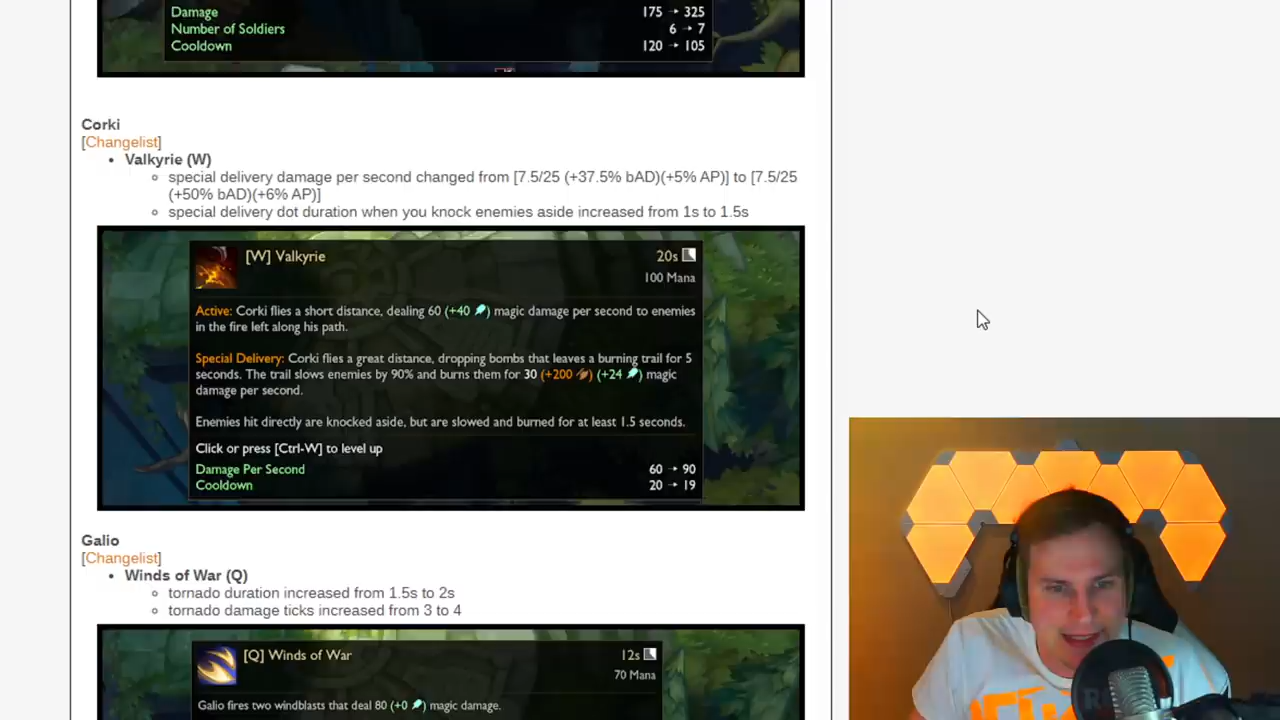 Damage 175 → 325
Number of Soldiers 6 → 7
Cooldown 120 → 105
Corki
[Changelist]
• Valkyrie (W)
special delivery damage per second changed from [7.5/25 (+37.5% bAD)(+5% AP)] to [7.5/25
(+50% bAD)(+6% AP)]
special delivery dot duration when you knock enemies aside increased from 1s to 1.5s
[W] Valkyrie 20s
100 Mana
Active: Corki flies a short distance, dealing 60 (+40 ) magic damage per second to enemies
in the fire left along his path.
Special Delivery: Corki flies a great distance, dropping bombs that leaves a burning trail for 5
seconds. The trail slows enemies by 90% and burns them for 30 (+200 ) (+24 ) magic
damage per second.
Enemies hit directly are knocked aside, but are slowed and burned for at least 1.5 seconds.
Click or press [Ctrl-W] to level up
Damage Per Second 60 → 90
Cooldown 20 → 19
Galio
[Changelist]
• Winds of War (Q)
tornado duration increased from 1.5s to 2s
tornado damage ticks increased from 3 to 4
[Q] Winds of War 12s
70 Mana
Galio fires two windblasts that deal 80 (+0 ) magic damage.